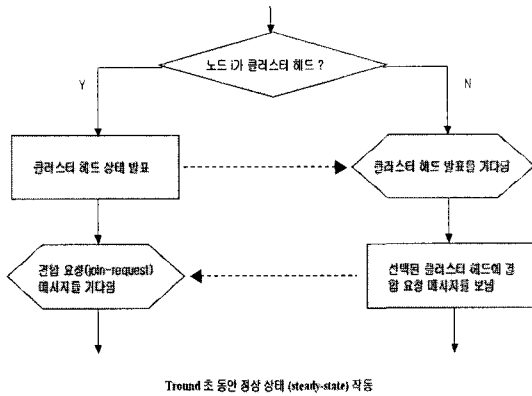 노드 i가 클러스터 헤드 ?
Y
N
클러스터 헤드 상태 발표
클러스터 헤드 발표를 기다림
결합 요청(join-request)
메시지를 기다림
선택된 클러스터 헤드에 결
합 요청 메시지를 보냄
Tround 초 동안 정상 상태 (steady-state) 작동